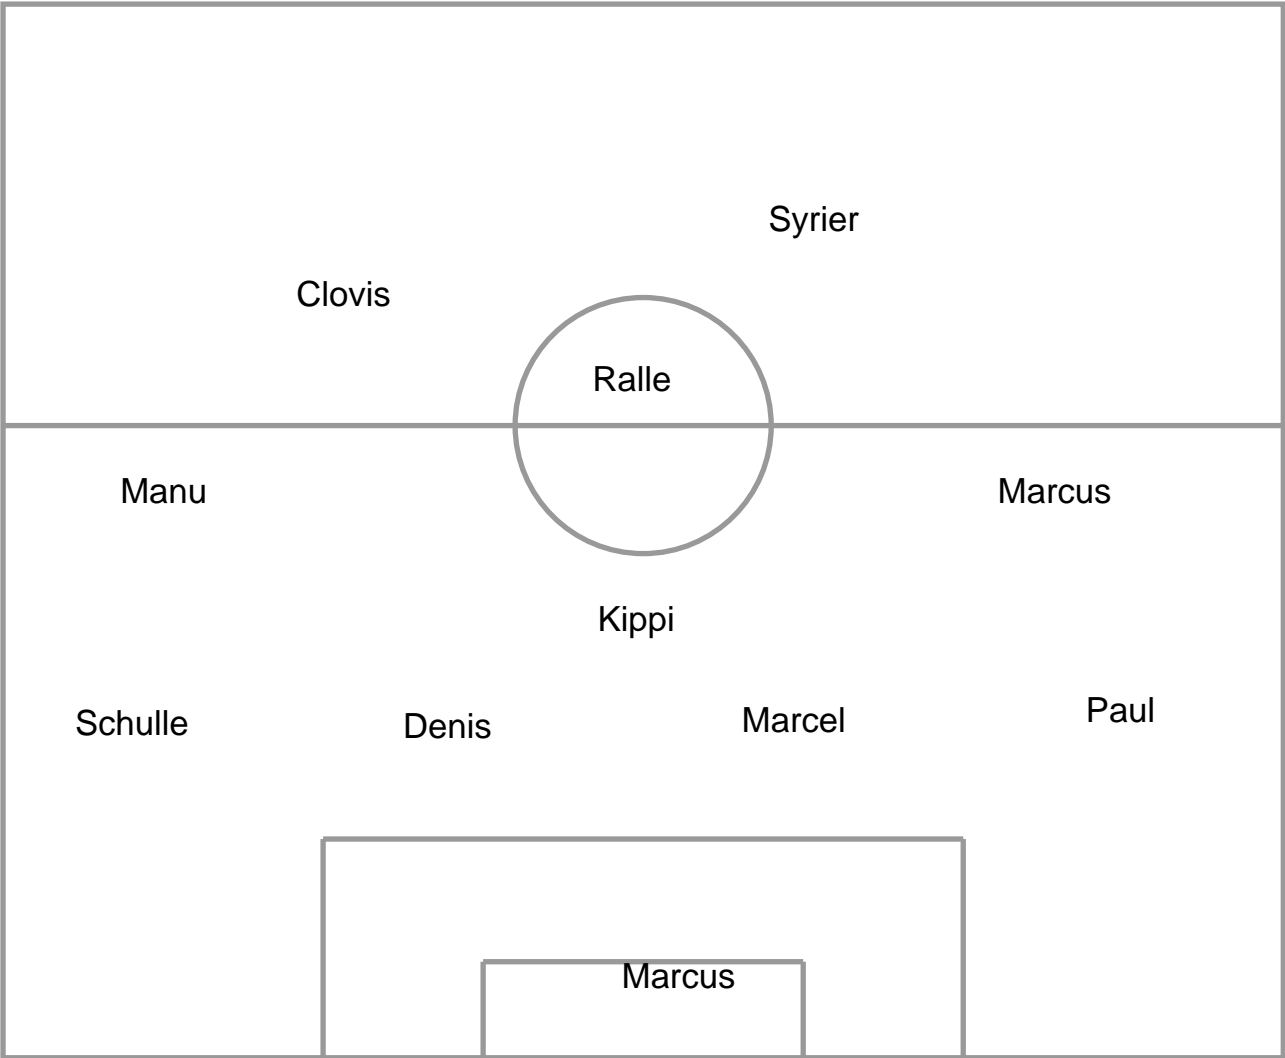 Syrier
Clovis
Ralle
Manu
Marcus
Kippi
Schulle
Denis
Marcel
Paul
Marcus